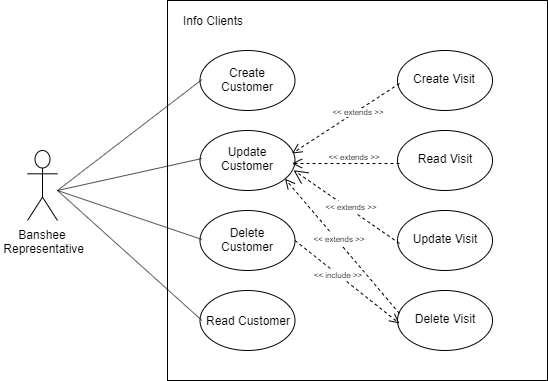 Info Clients
Create
Customer
Create Visit
<< extends >>
Update
Customer
<< extends >>
Read Visit
<< extends >>
Banshee
Representative
Delete
Customer
<< extends >>
Update Visit
<< include >>
Read Customer
Delete Visit